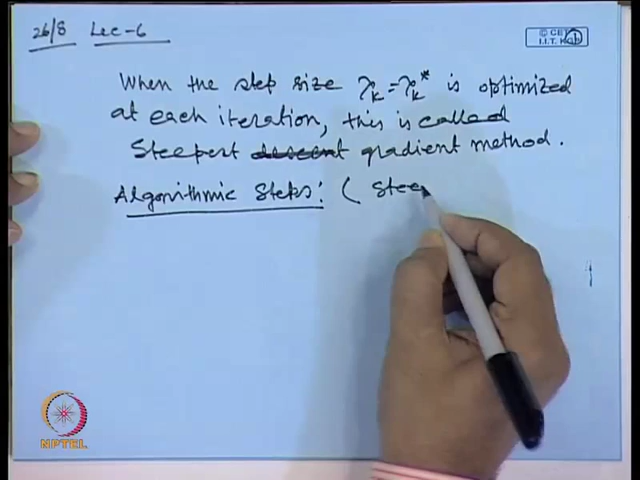 26/8 Lec-6
© CET
I.I.T. KGP
When the step size λk = λk* is optimized
at each iteration, this is called
Steepest descent gradient method.
Algorithmic Steps: ( Stee
NPTEL